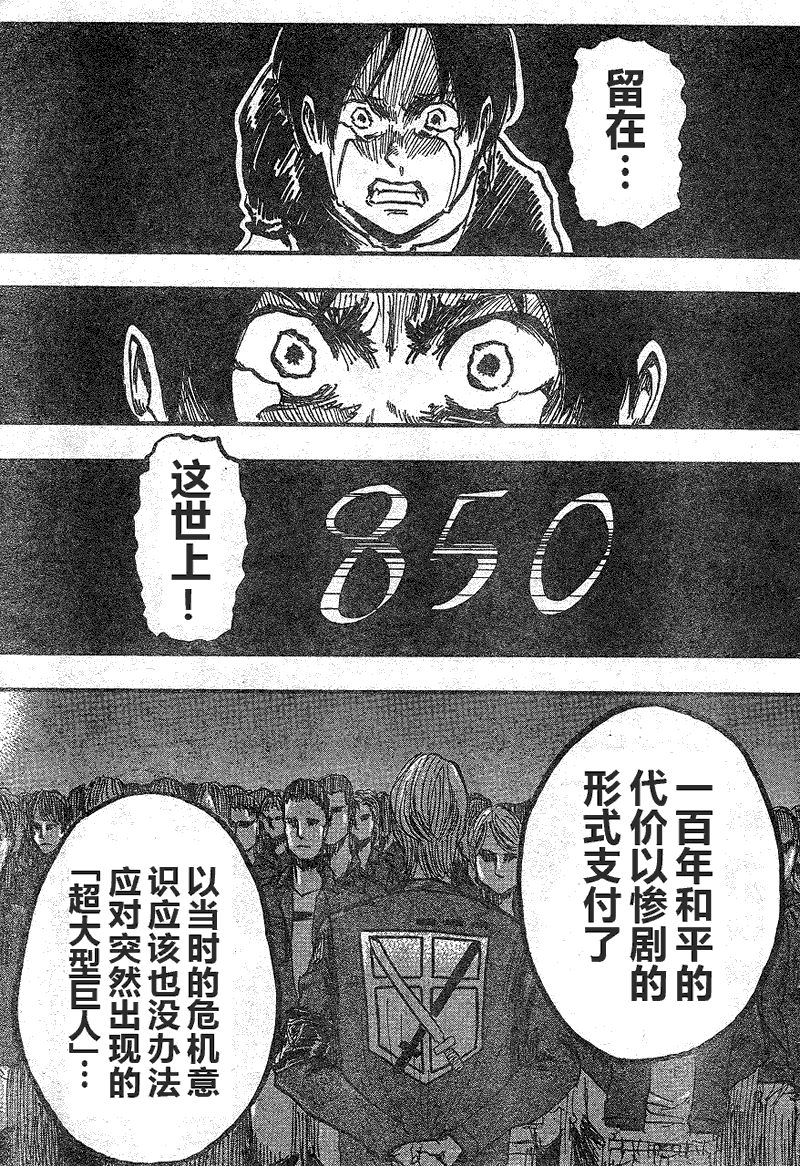 留在…
这世上！
850
一百年和平的
代价以惨剧的
形式支付了
以当时的危机意
识应该也没办法
应对突然出现的
「超大型巨人」…